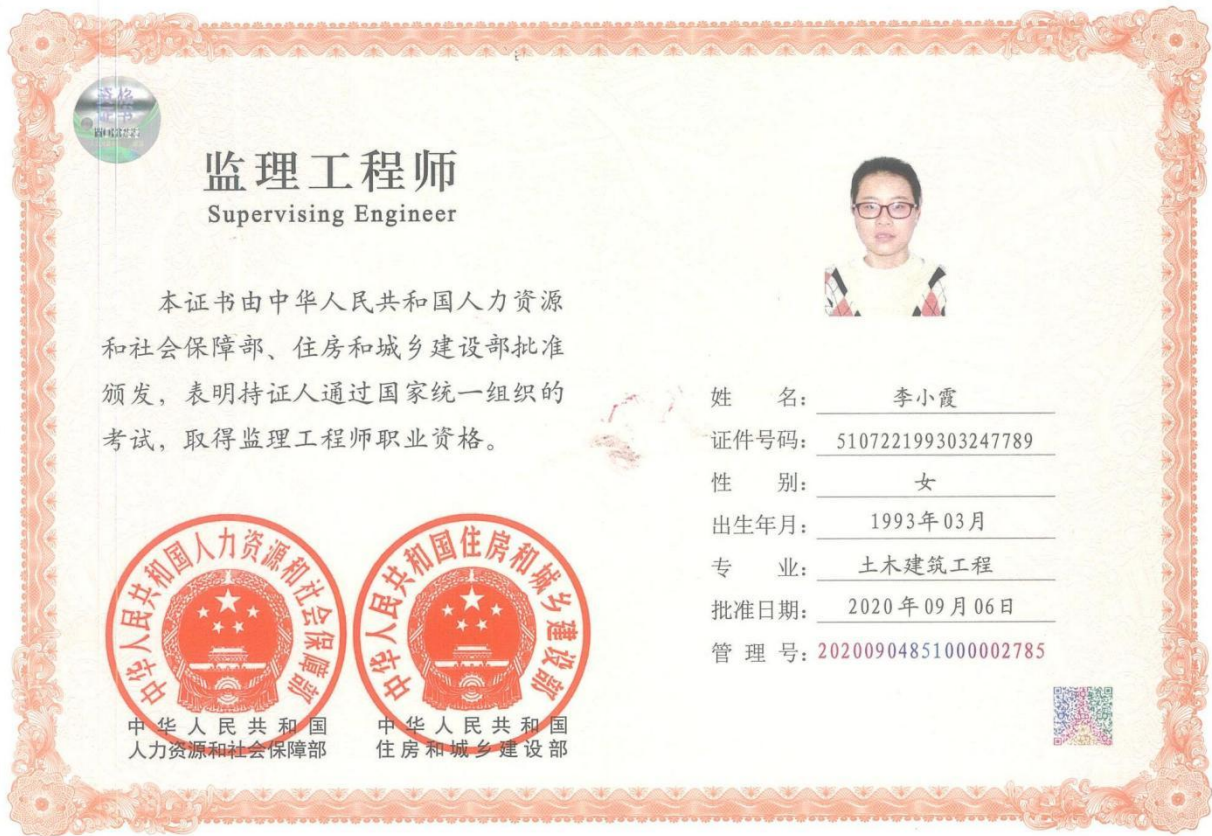 资格
证书
监理工程师
Supervising Engineer
本证书由中华人民共和国人力资源
和社会保障部、住房和城乡建设部批准
颁发，表明持证人通过国家统一组织的
考试，取得监理工程师职业资格。
中华人民共和国人力资源和社会保障部
中华人民共和国
人力资源和社会保障部
中华人民共和国住房和城乡建设部
中华人民共和国
住房和城乡建设部
姓 名：李小霞
证件号码：510722199303247789
性 别：女
出生年月：1993年03月
专 业：土木建筑工程
批准日期：2020年09月06日
管 理 号：20200904851000002785